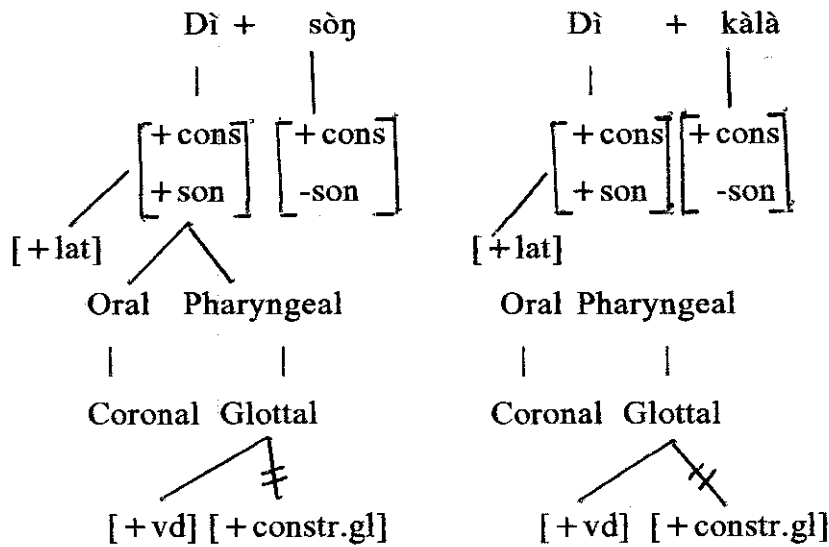 Dì + sòŋ Dì + kàlà
[+cons] [+cons] [+cons] [+cons]
[+son] [-son] [+son] [-son]
[+lat] [+lat]
Oral Pharyngeal Oral Pharyngeal
Coronal Glottal Coronal Glottal
[+vd] [+constr.gl] [+vd] [+constr.gl]